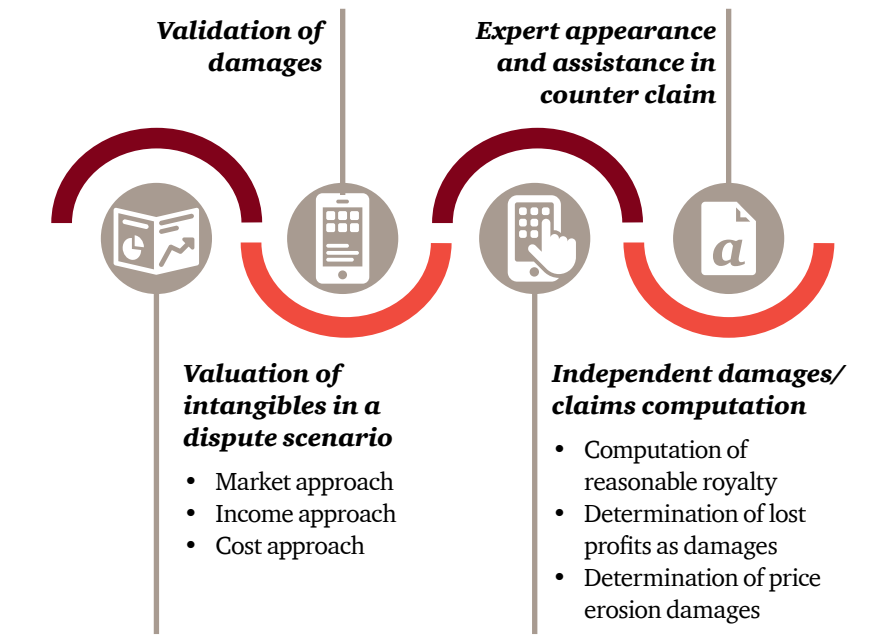 Validation of
damages
Expert appearance
and assistance in
counter claim
a
Valuation of
intangibles in a
dispute scenario
• Market approach
• Income approach
• Cost approach
Independent damages/
claims computation
• Computation of
reasonable royalty
• Determination of lost
profits as damages
• Determination of price
erosion damages